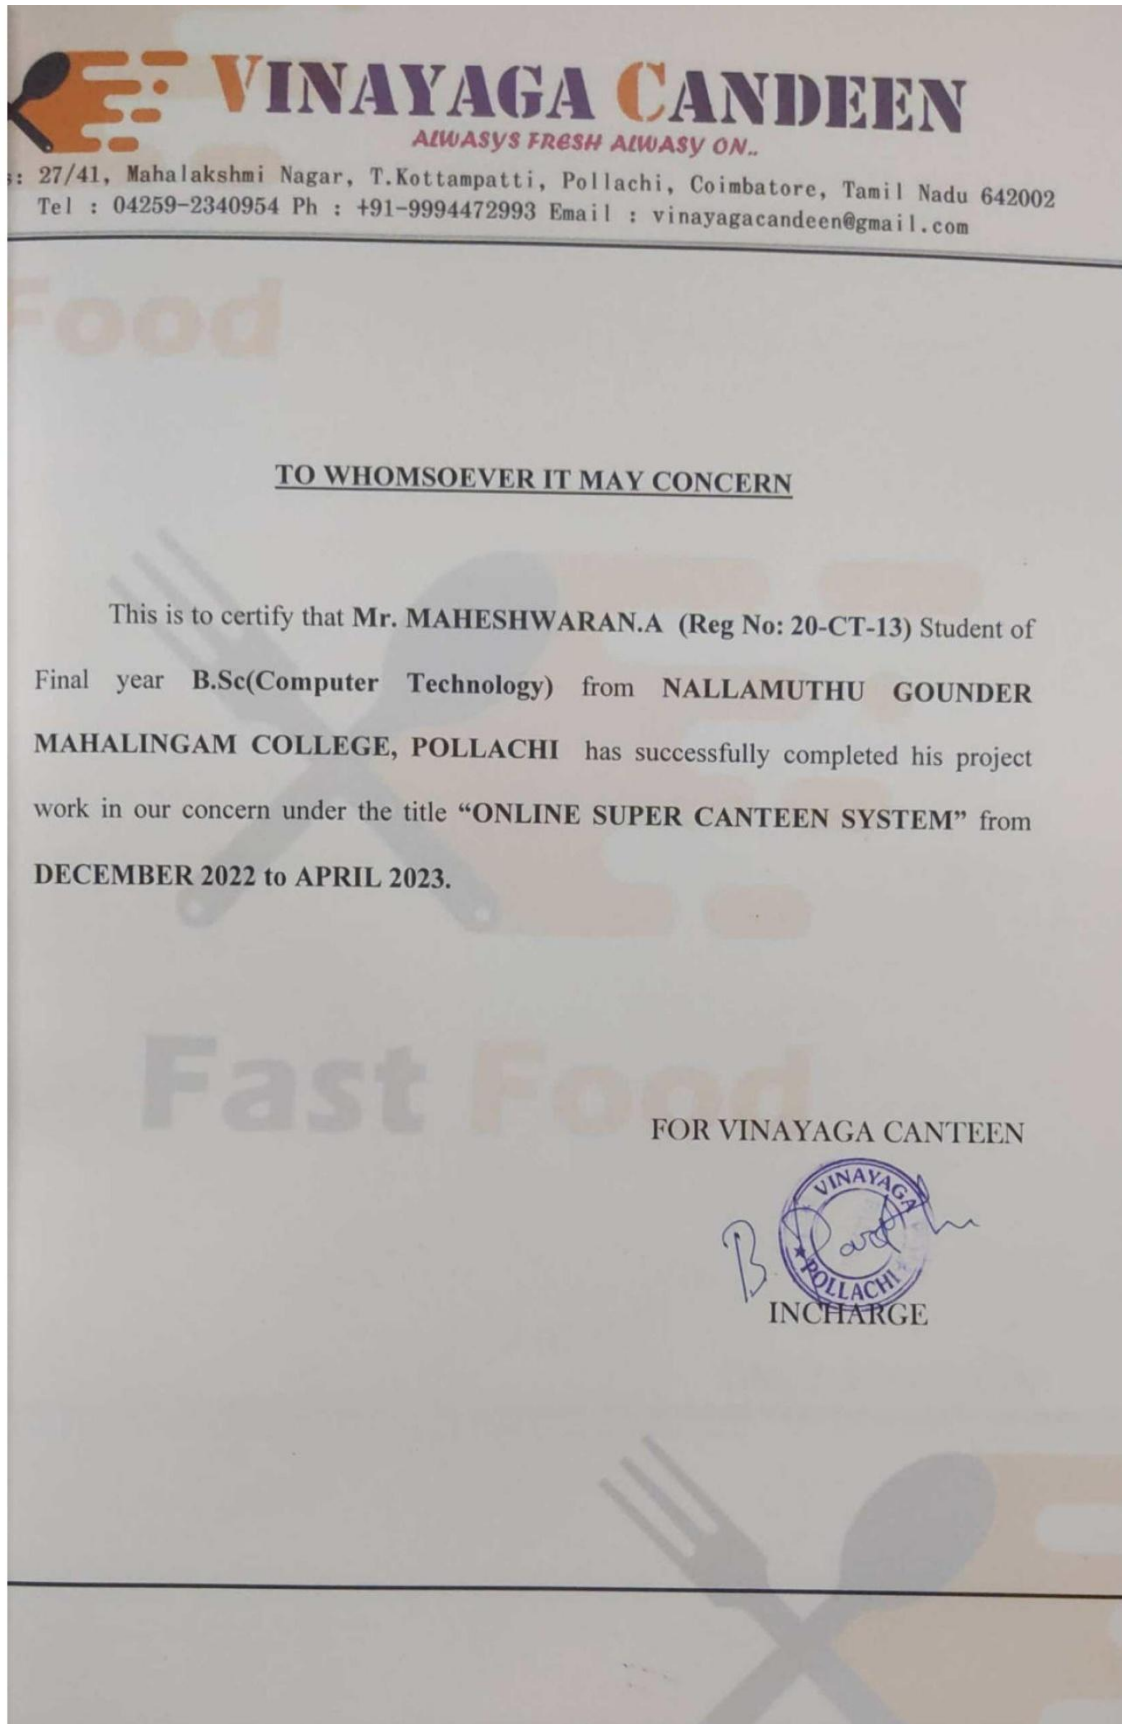 VINAYAGA CANDEEN
ALWASYS FRESH ALWASY ON..
s: 27/41, Mahalakshmi Nagar, T.Kottampatti, Pollachi, Coimbatore, Tamil Nadu 642002
Tel : 04259-2340954 Ph : +91-9994472993 Email : vinayagacandeen@gmail.com
Food
TO WHOMSOEVER IT MAY CONCERN
This is to certify that Mr. MAHESHWARAN.A (Reg No: 20-CT-13) Student of
Final year B.Sc(Computer Technology) from NALLAMUTHU GOUNDER
MAHALINGAM COLLEGE, POLLACHI has successfully completed his project
work in our concern under the title “ONLINE SUPER CANTEEN SYSTEM” from
DECEMBER 2022 to APRIL 2023.
Fast Food
FOR VINAYAGA CANTEEN
VINAYAGA
POLLACHI
INCHARGE